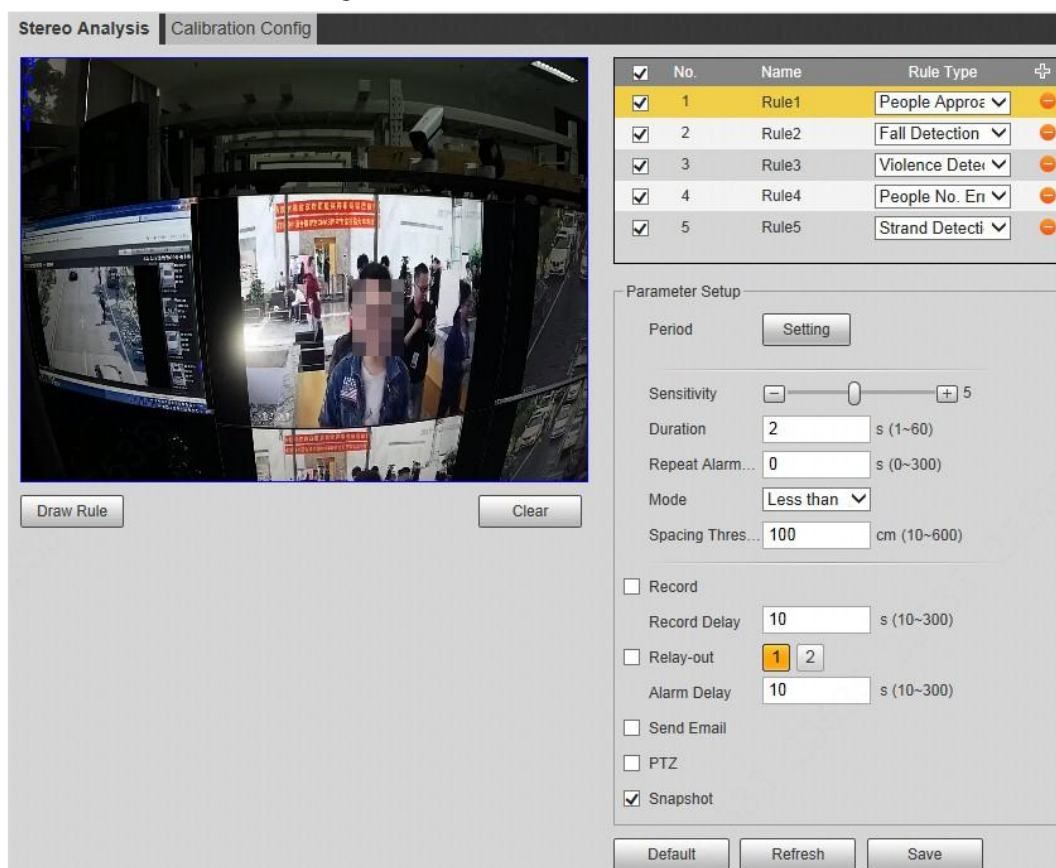 Stereo Analysis Calibration Config
No. Name Rule Type
1 Rule1 People Approa
2 Rule2 Fall Detection
3 Rule3 Violence Dete
4 Rule4 People No. Er
5 Rule5 Strand Detecti
Parameter Setup
Period Setting
Sensitivity 5
Duration 2 s (1~60)
Repeat Alarm... 0 s (0~300)
Mode Less than
Spacing Thres... 100 cm (10~600)
Draw Rule Clear
Record
Record Delay 10 s (10~300)
Relay-out 1 2
Alarm Delay 10 s (10~300)
Send Email
PTZ
Snapshot
Default Refresh Save